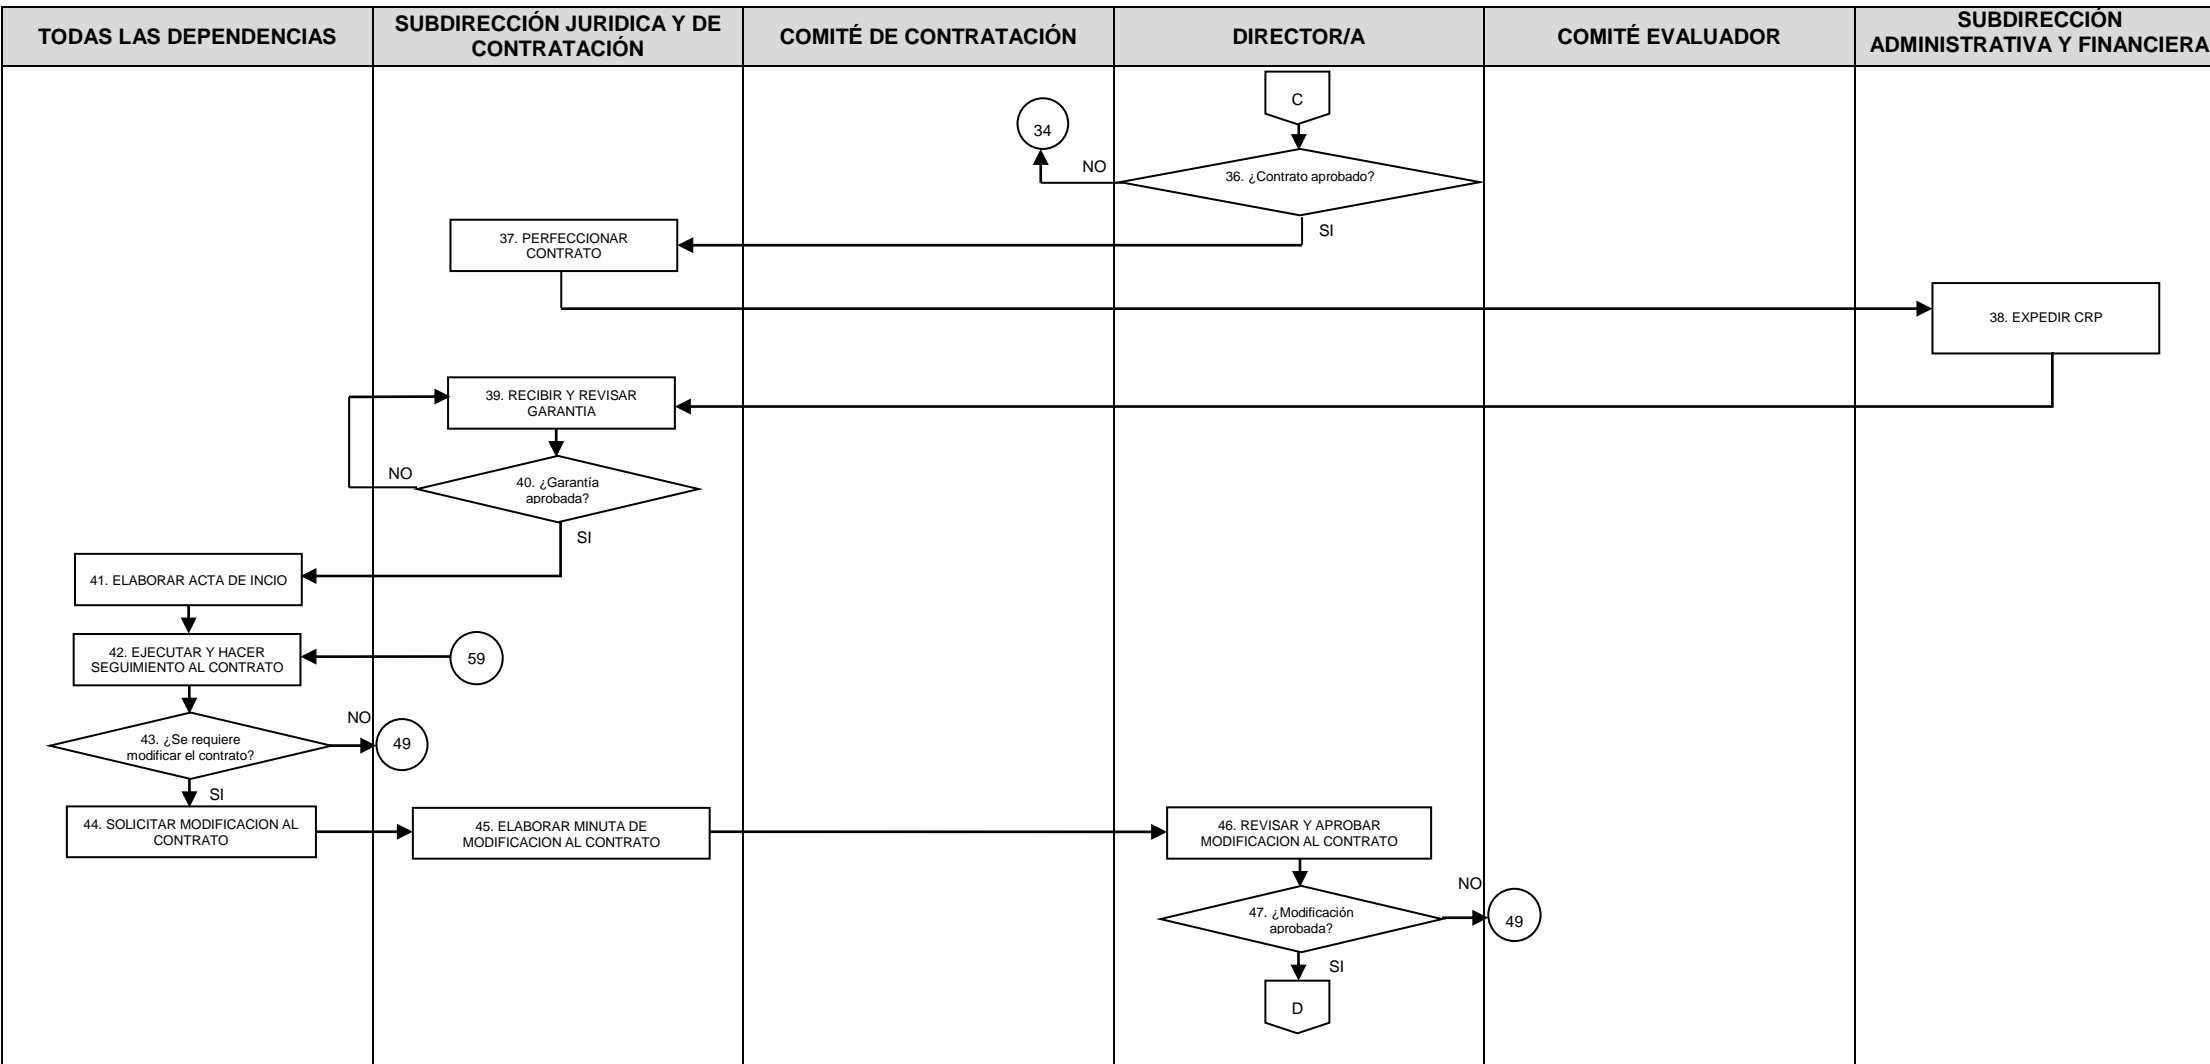 TODAS LAS DEPENDENCIAS
SUBDIRECCIÓN JURIDICA Y DE
CONTRATACIÓN
COMITÉ DE CONTRATACIÓN
DIRECTOR/A
COMITÉ EVALUADOR
SUBDIRECCIÓN
ADMINISTRATIVA Y FINANCIERA
C
34
NO
36. ¿Contrato aprobado?
SI
37. PERFECCIONAR
CONTRATO
38. EXPEDIR CRP
39. RECIBIR Y REVISAR
GARANTIA
NO
40. ¿Garantía
aprobada?
SI
41. ELABORAR ACTA DE INCIO
42. EJECUTAR Y HACER
SEGUIMIENTO AL CONTRATO
59
NO
43. ¿Se requiere
modificar el contrato?
49
SI
44. SOLICITAR MODIFICACION AL
CONTRATO
45. ELABORAR MINUTA DE
MODIFICACION AL CONTRATO
46. REVISAR Y APROBAR
MODIFICACION AL CONTRATO
NO
47. ¿Modificación
aprobada?
49
SI
D